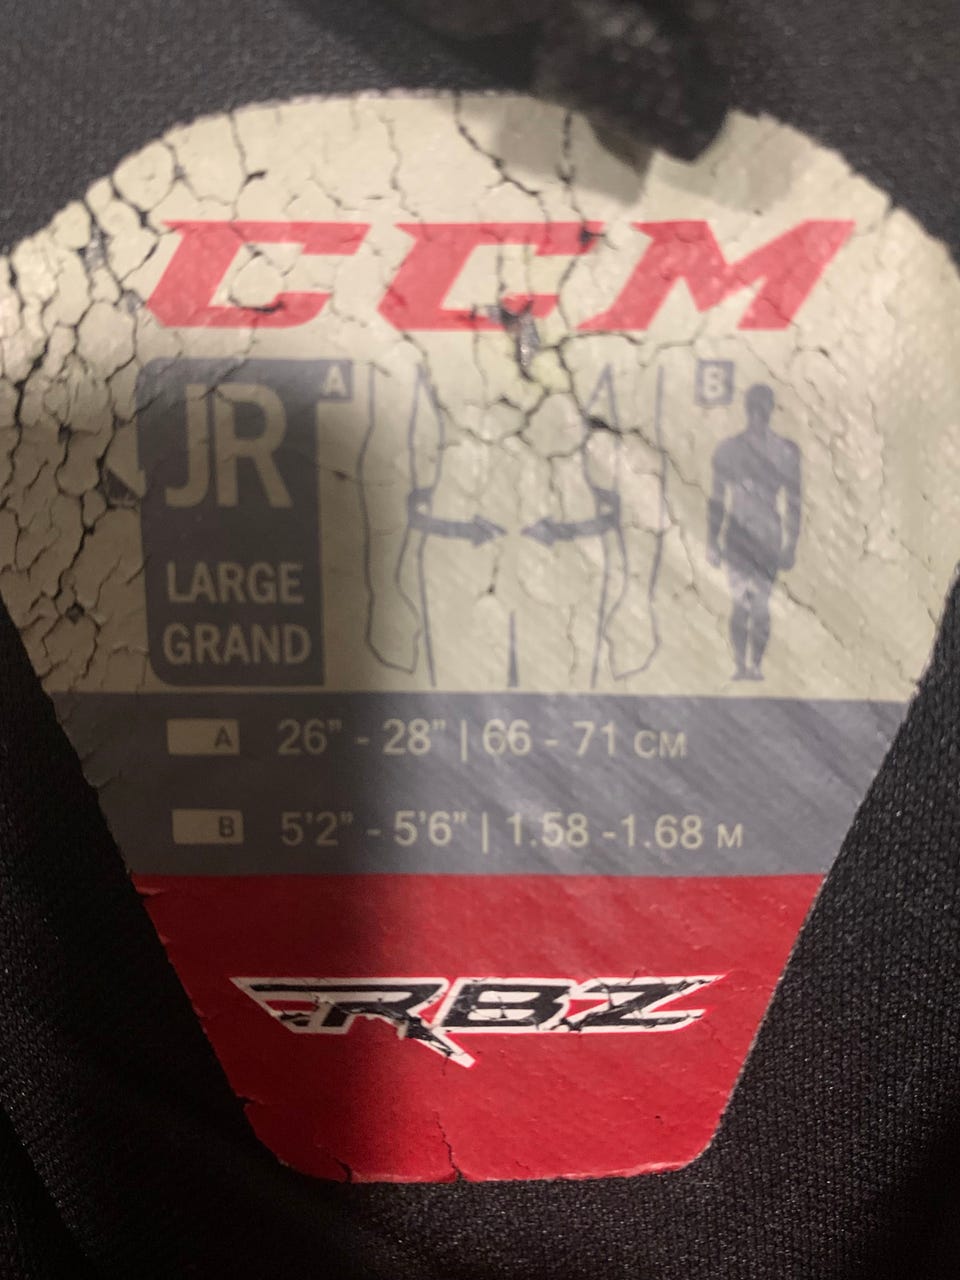 CCM
JR
A
B
LARGE
GRAND
A 26" - 28" | 66 - 71 CM
B 5'2" - 5'6" | 1.58 -1.68 M
RBZ